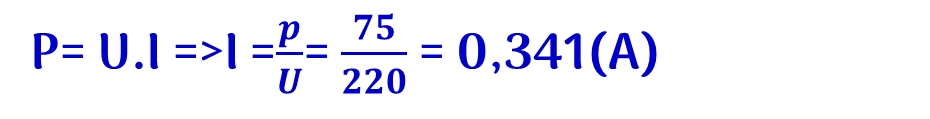 P= U.I =>I = p/U = 75/220 = 0,341(A)